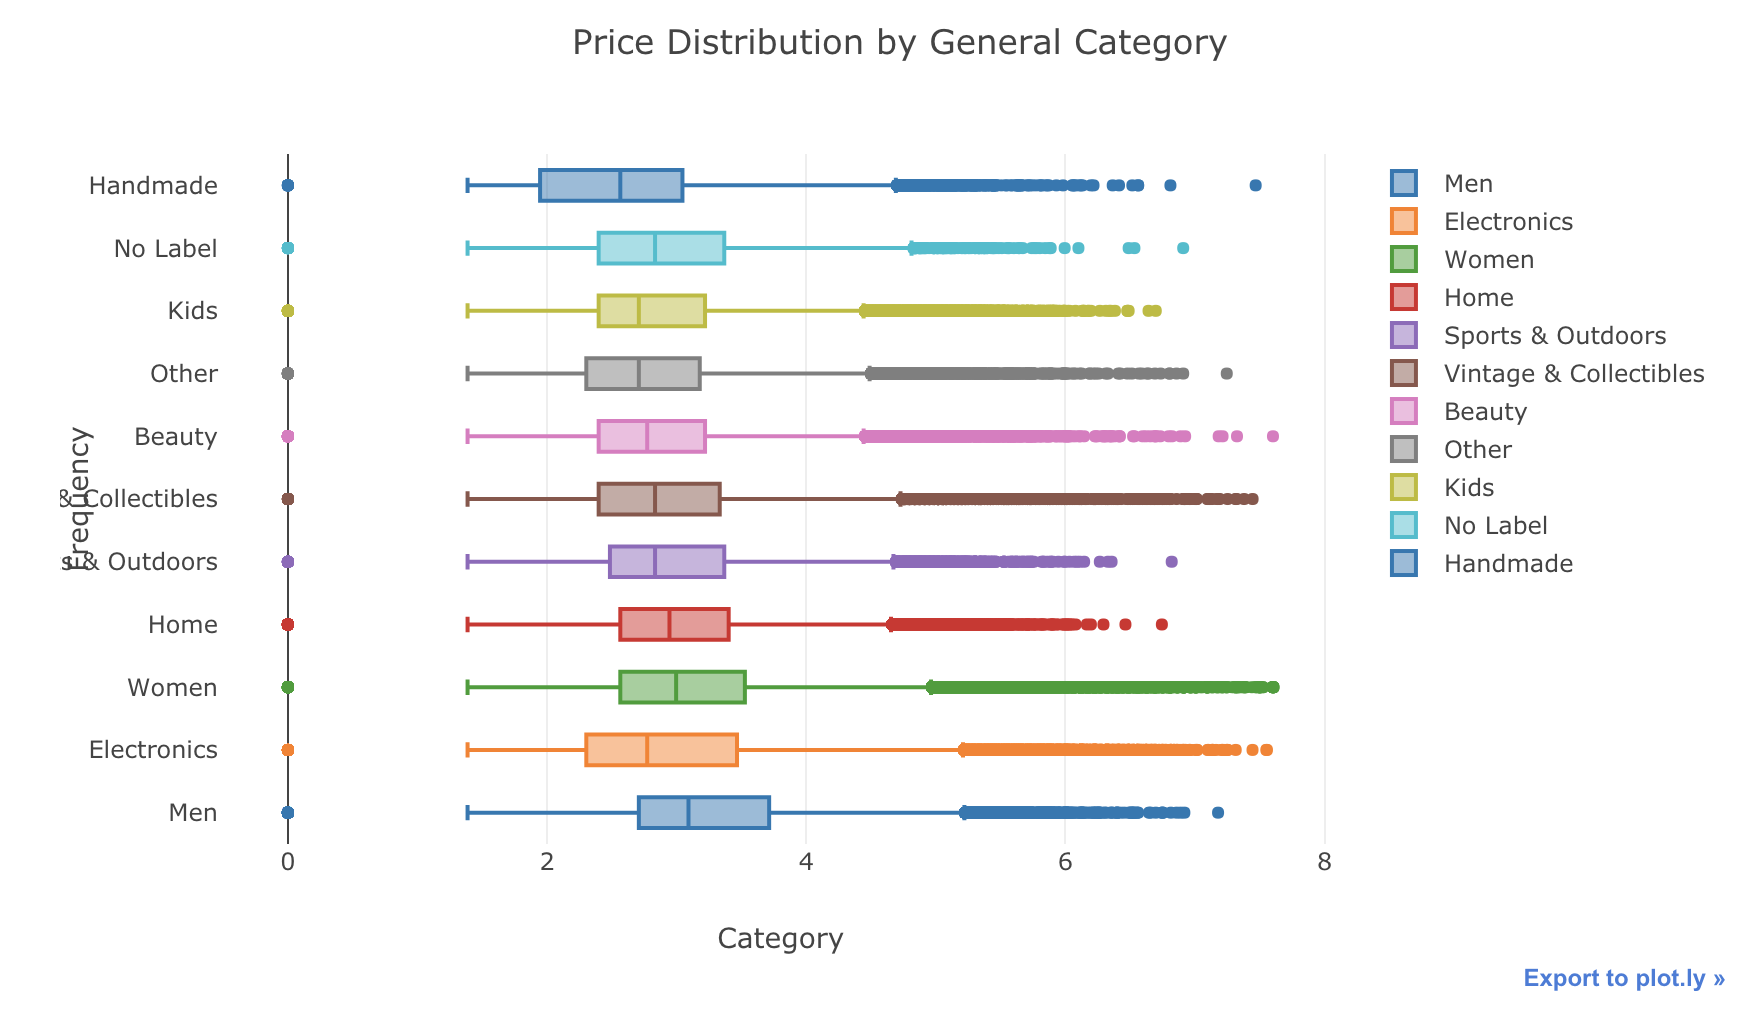 Price Distribution by General Category
Handmade
No Label
Kids
Other
Beauty
& Collectibles
s & Outdoors
Home
Women
Electronics
Men
Frequency
0 2 4 6 8
Category
Men
Electronics
Women
Home
Sports & Outdoors
Vintage & Collectibles
Beauty
Other
Kids
No Label
Handmade
Export to plot.ly »